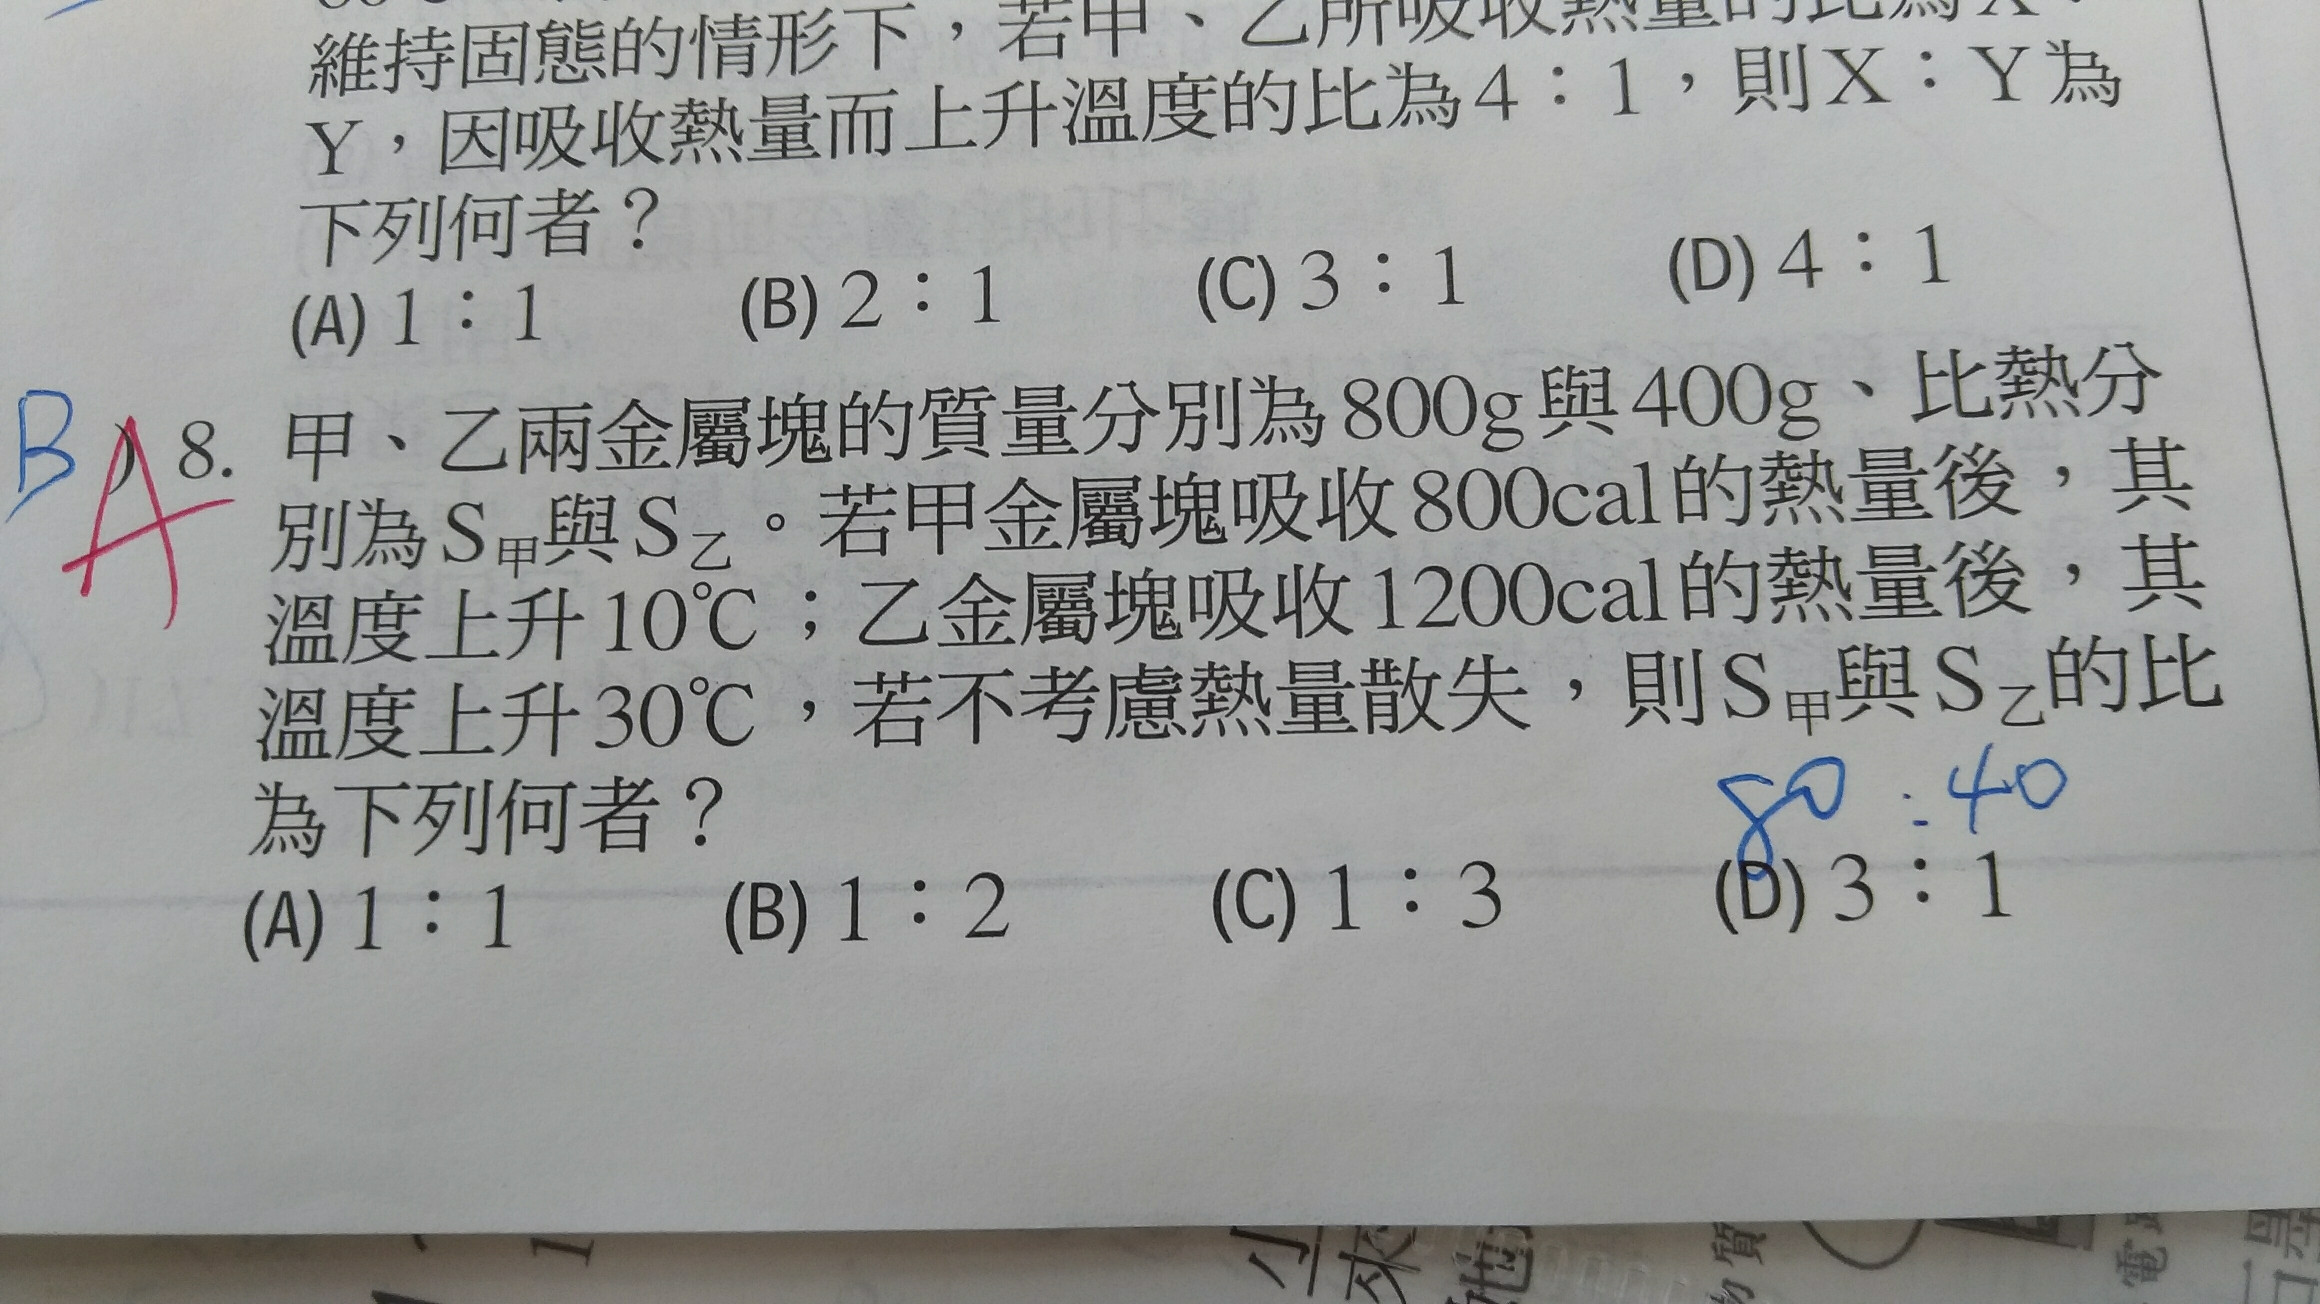 維持固態的情形下，若甲、乙所吸收熱量的比為X：
Y，因吸收熱量而上升溫度的比為4：1，則X：Y為
下列何者？
(A) 1：1 (B) 2：1 (C) 3：1 (D) 4：1
B ) A 8. 甲、乙兩金屬塊的質量分別為800g與400g、比熱分
別為S甲與S乙。若甲金屬塊吸收800cal的熱量後，其
溫度上升10℃；乙金屬塊吸收1200cal的熱量後，其
溫度上升30℃，若不考慮熱量散失，則S甲與S乙的比
為下列何者？
80 : 40
(A) 1：1 (B) 1：2 (C) 1：3 (D) 3：1